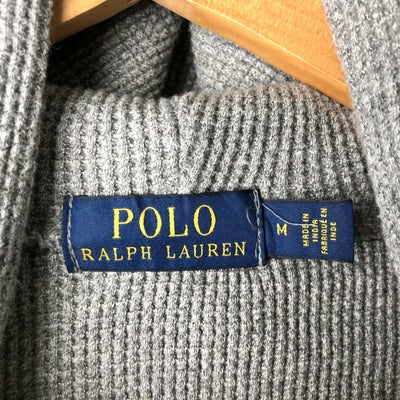 POLO
RALPH LAUREN
M
MADE IN
INDIA
FABRIQUÉ EN
INDE